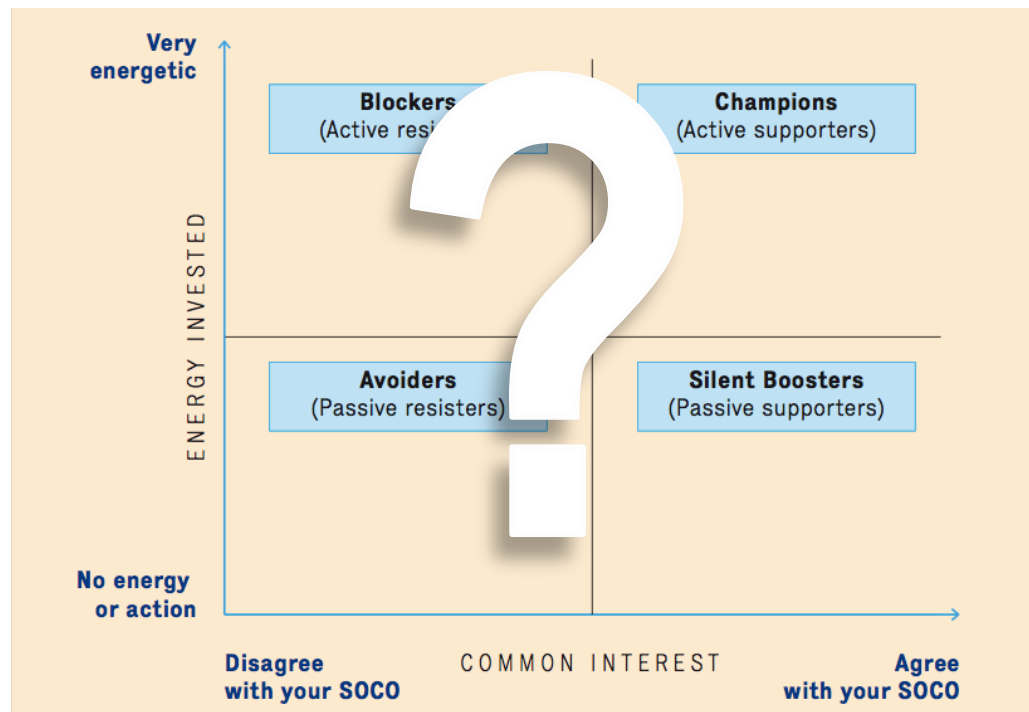 Very
energetic
Blockers
(Active resi
Champions
(Active supporters)
ENERGY INVESTED
Avoiders
(Passive resisters)
Silent Boosters
(Passive supporters)
No energy
or action
Disagree
with your SOCO
COMMON INTEREST
Agree
with your SOCO
?